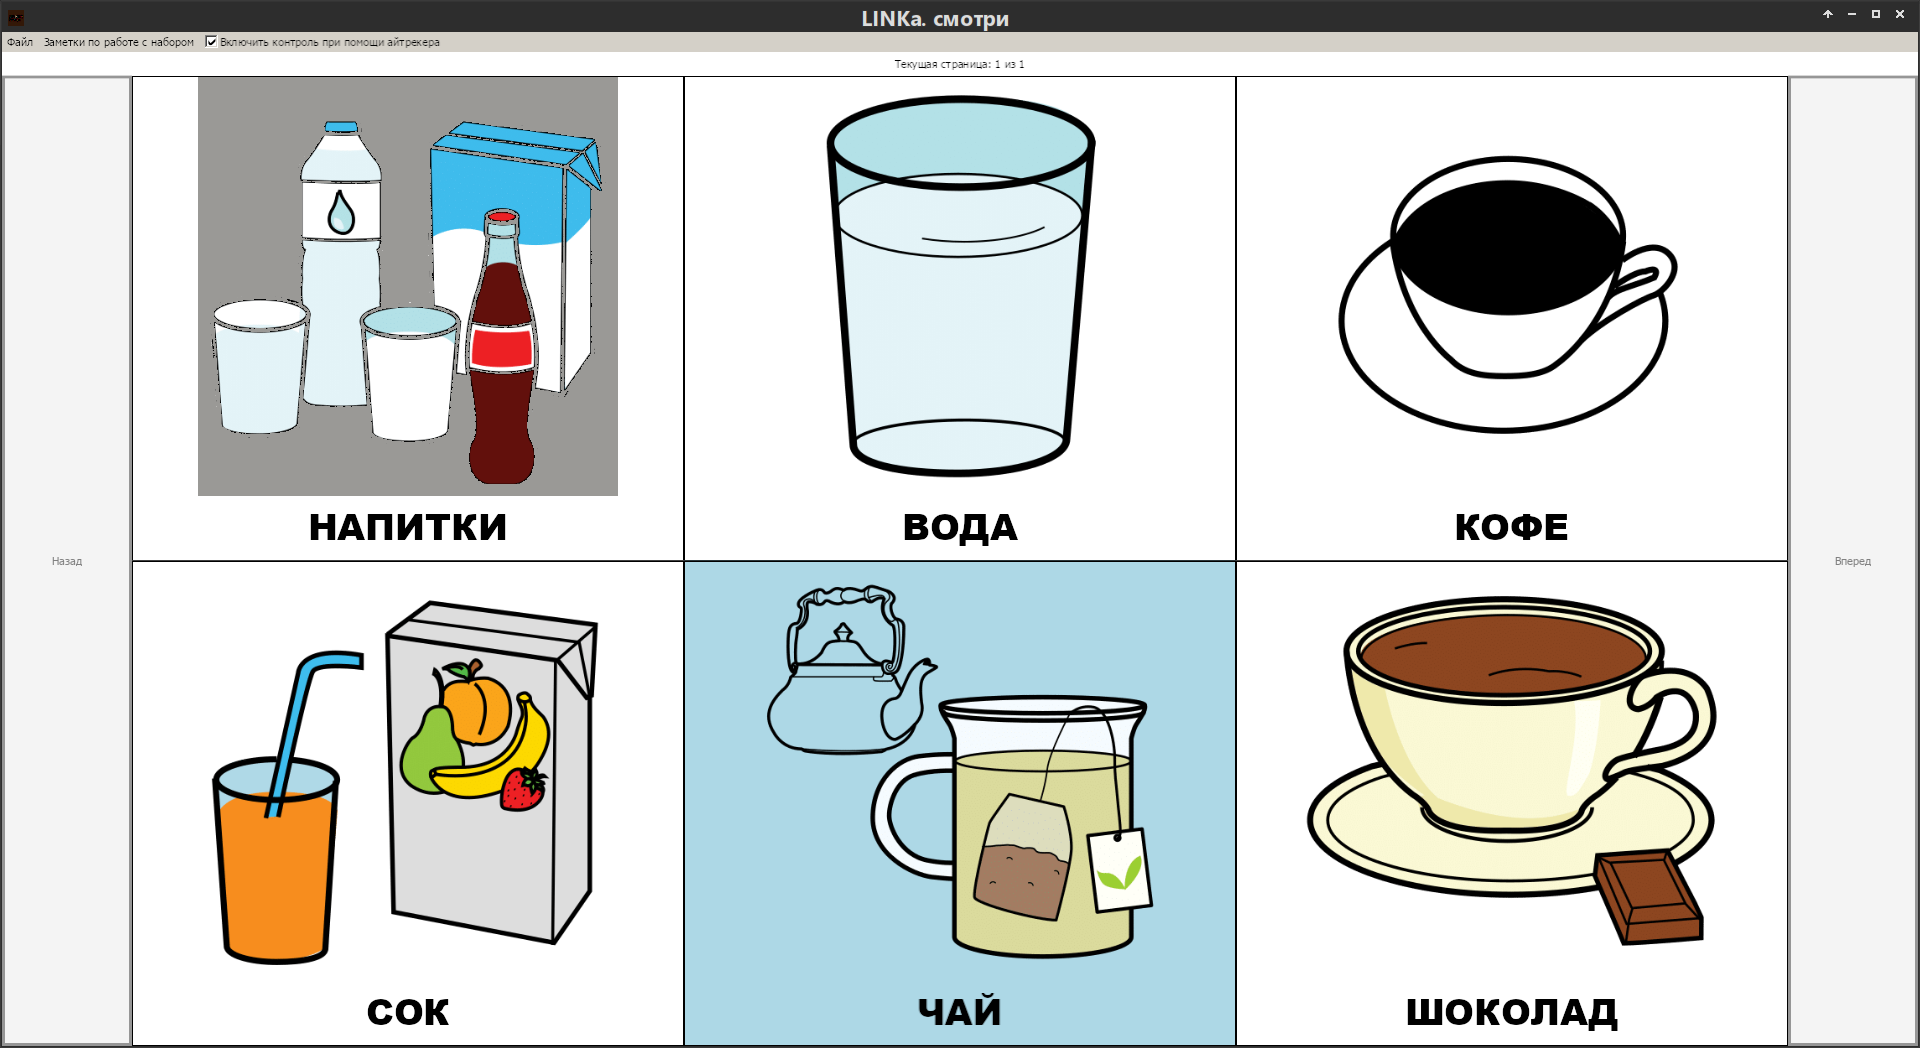 LINKa. смотри
Файл Заметки по работе с набором Включить контроль при помощи айтрекера
Текущая страница: 1 из 1
НАПИТКИ
ВОДА
КОФЕ
Назад
Вперед
СОК
ЧАЙ
ШОКОЛАД